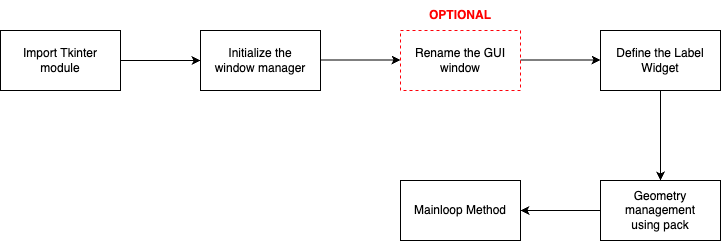 OPTIONAL
Import Tkinter
module
Initialize the
window manager
Rename the GUI
window
Define the Label
Widget
Geometry
management
using pack
Mainloop Method